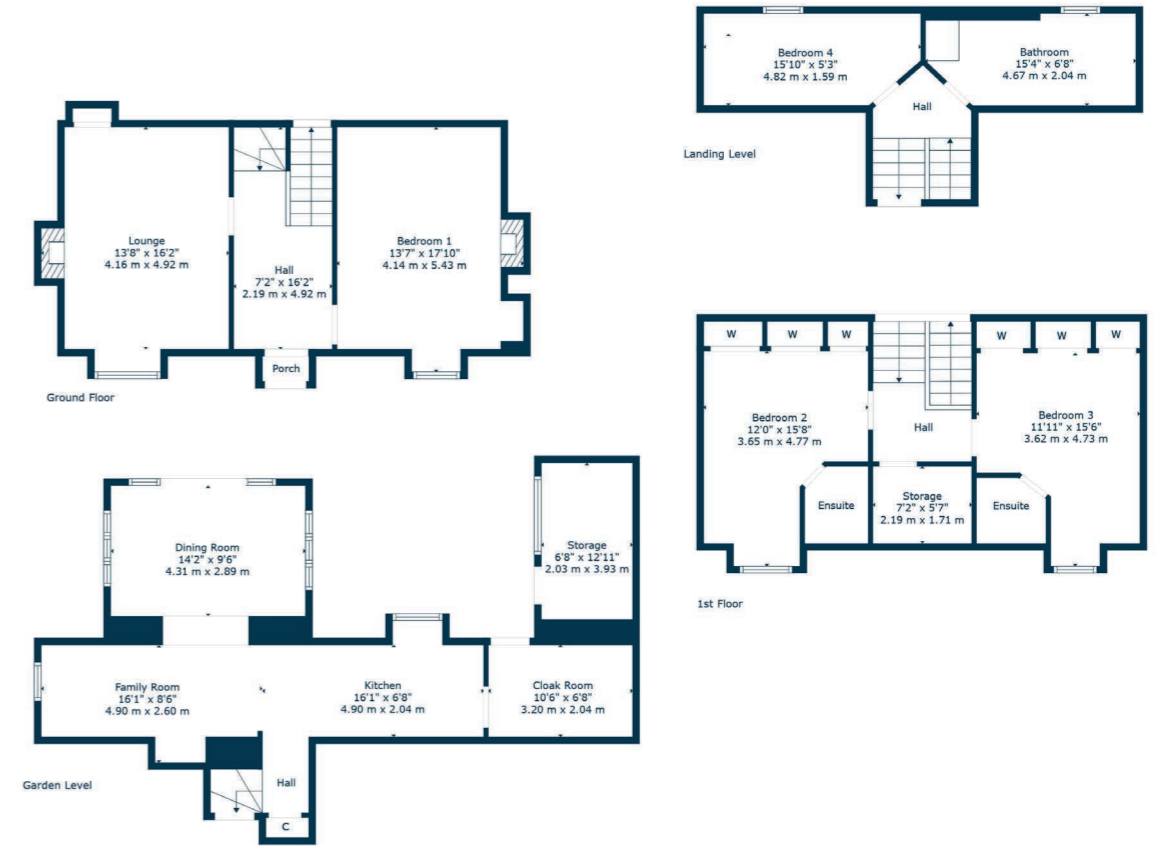 Lounge
13'8" x 16'2"
4.16 m x 4.92 m
Hall
7'2" x 16'2"
2.19 m x 4.92 m
Bedroom 1
13'7" x 17'10"
4.14 m x 5.43 m
Porch
Ground Floor
Bedroom 4
15'10" x 5'3"
4.82 m x 1.59 m
Bathroom
15'4" x 6'8"
4.67 m x 2.04 m
Hall
Landing Level
W
W
W
W
W
W
Bedroom 2
12'0" x 15'8"
3.65 m x 4.77 m
Hall
Bedroom 3
11'11" x 15'6"
3.62 m x 4.73 m
Ensuite
Storage
7'2" x 5'7"
2.19 m x 1.71 m
Ensuite
1st Floor
Dining Room
14'2" x 9'6"
4.31 m x 2.89 m
Storage
6'8" x 12'11"
2.03 m x 3.93 m
Family Room
16'1" x 8'6"
4.90 m x 2.60 m
Kitchen
16'1" x 6'8"
4.90 m x 2.04 m
Cloak Room
10'6" x 6'8"
3.20 m x 2.04 m
Hall
C
Garden Level